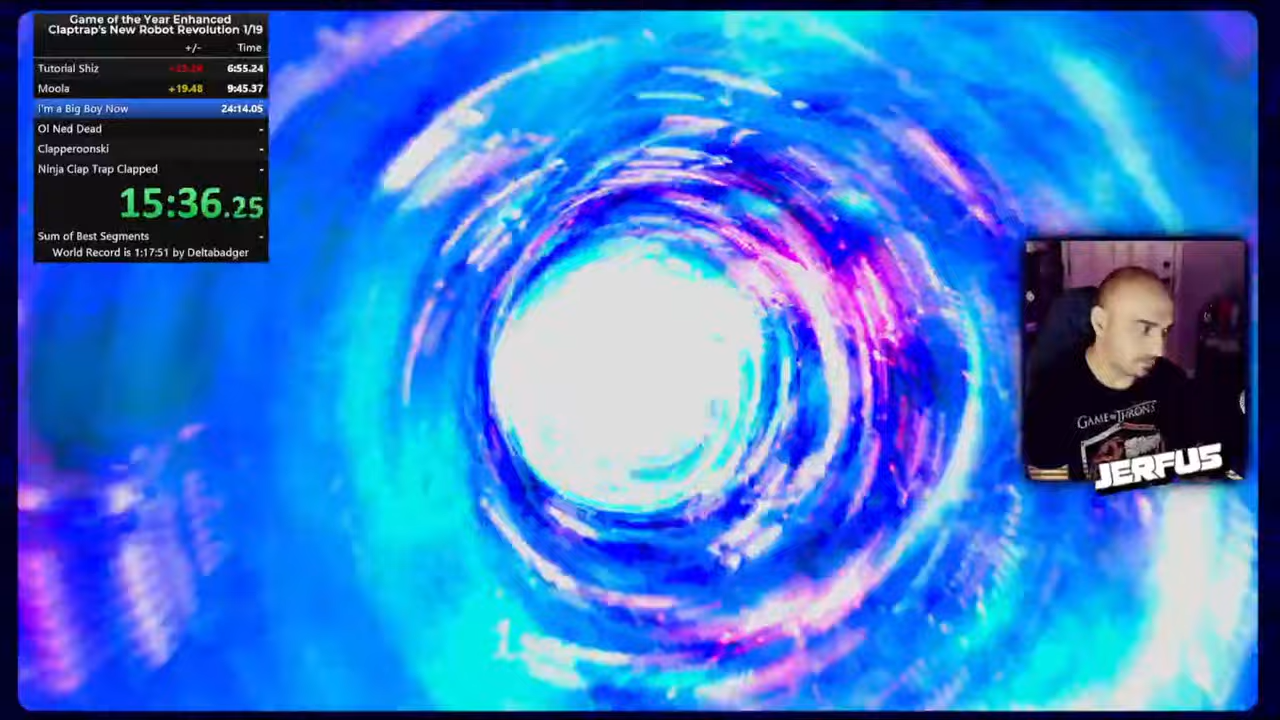 Game of the Year Enhanced
Claptrap's New Robot Revolution 1/19
+/- Time
Tutorial Shiz 6:55.24
Moola +19.48 9:45.37
I'm a Big Boy Now 24:14.05
Ol Ned Dead -
Clapperoonski -
Ninja Clap Trap Clapped -
15:36.25
Sum of Best Segments -
World Record is 1:17:51 by Deltabadger
GAME OF THRONS
JERFUS